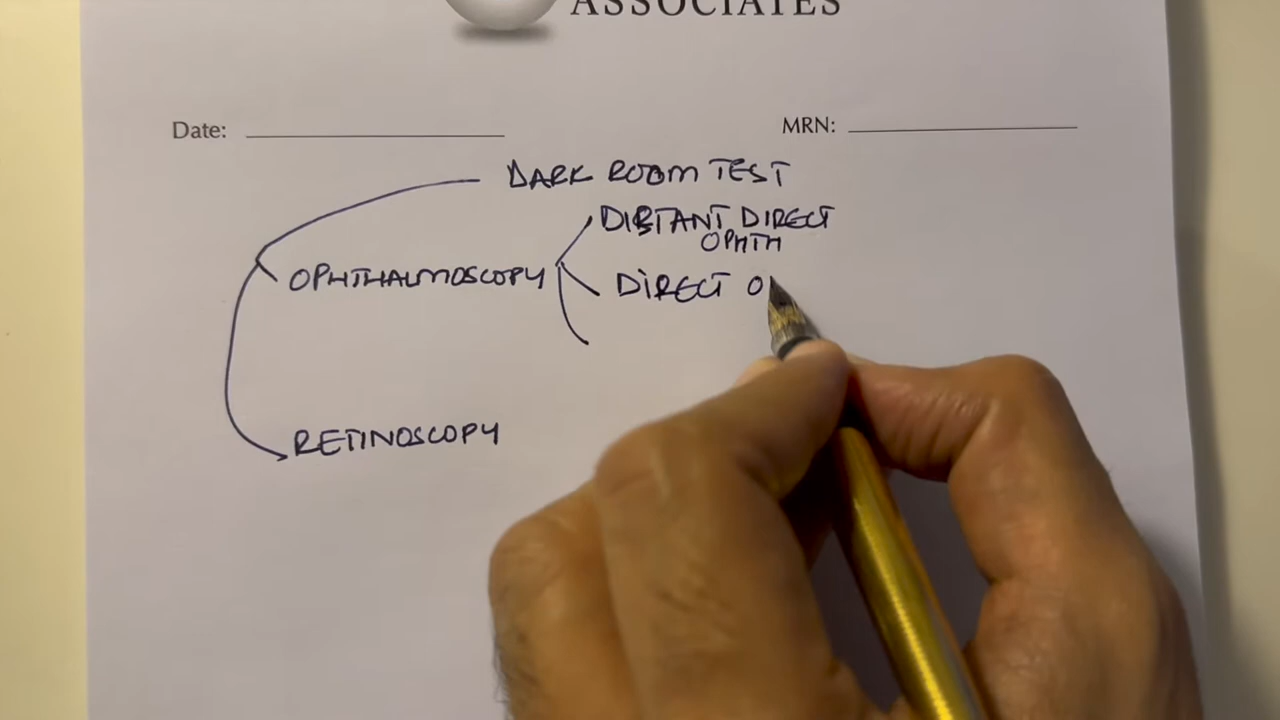 ASSOCIATES
Date:
MRN:
DARK ROOM TEST
DISTANT DIRECT
OPHTH
OPHTHALMOSCOPY
DIRECT O
RETINOSCOPY